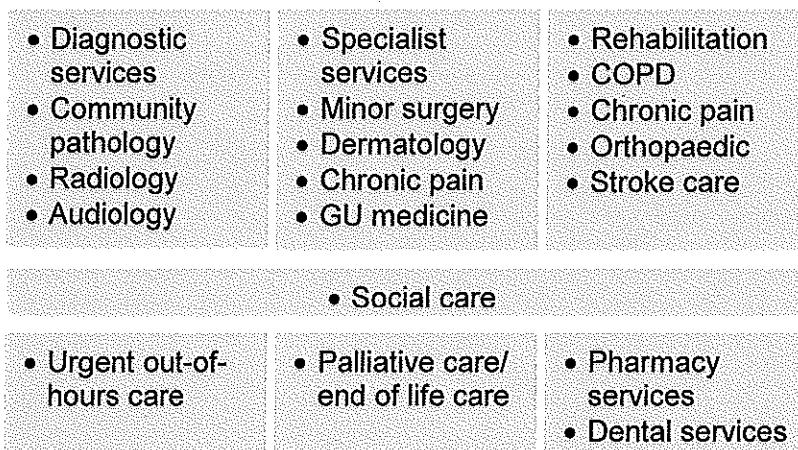 • Diagnostic
services
• Community
pathology
• Radiology
• Audiology
• Specialist
services
• Minor surgery
• Dermatology
• Chronic pain
• GU medicine
• Rehabilitation
• COPD
• Chronic pain
• Orthopaedic
• Stroke care
• Social care
• Urgent out-of-
hours care
• Palliative care/
end of life care
• Pharmacy
services
• Dental services